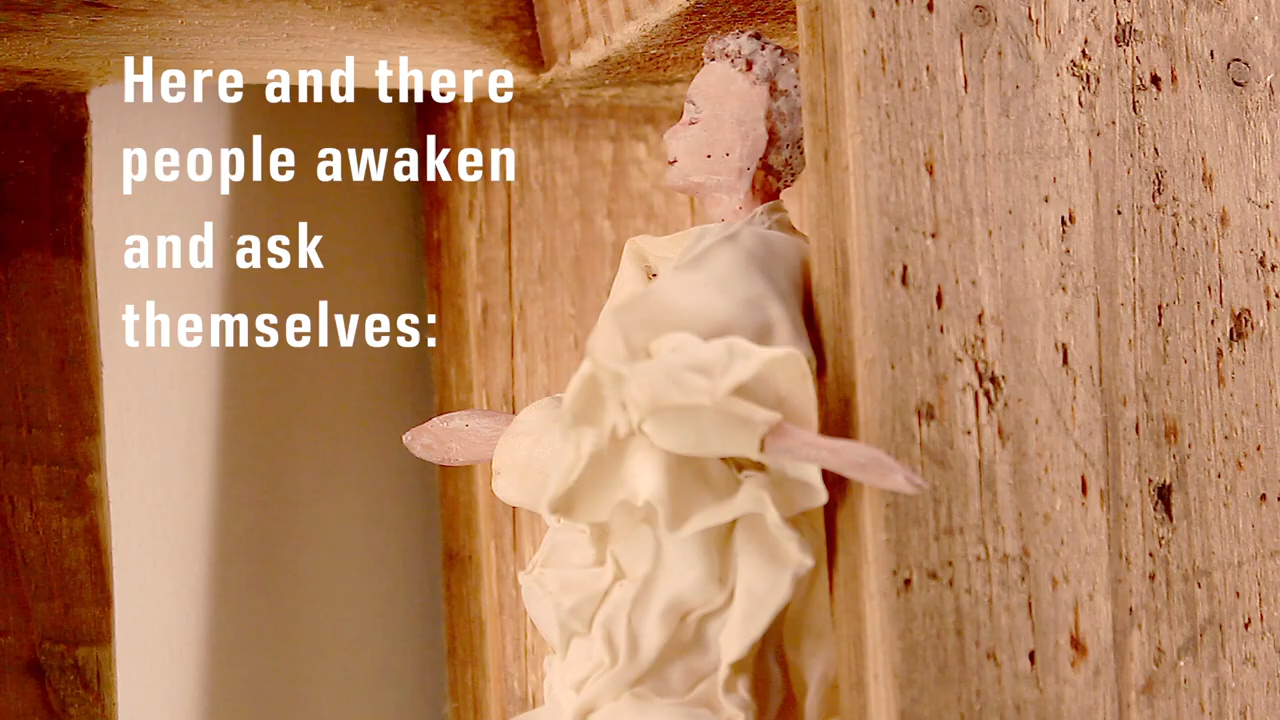 Here and there
people awaken
and ask
themselves: